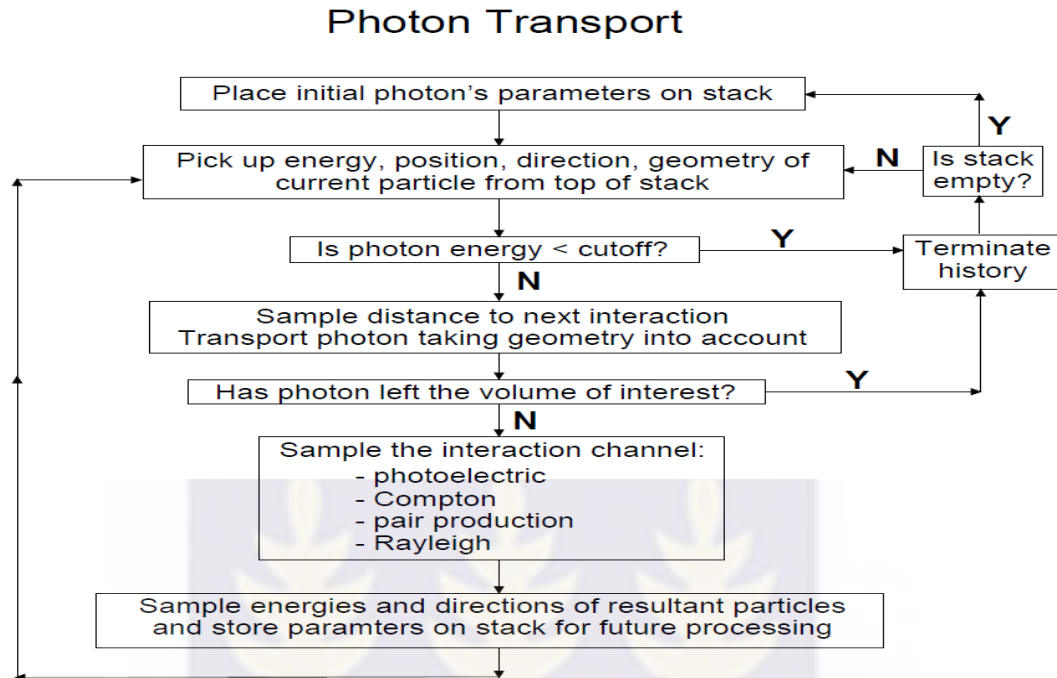 Photon Transport
Place initial photon's parameters on stack
Y
Pick up energy, position, direction, geometry of
current particle from top of stack
N
Is stack
empty?
Is photon energy < cutoff?
Y
Terminate
history
N
Sample distance to next interaction
Transport photon taking geometry into account
Has photon left the volume of interest?
Y
N
Sample the interaction channel:
- photoelectric
- Compton
- pair production
- Rayleigh
Sample energies and directions of resultant particles
and store paramters on stack for future processing